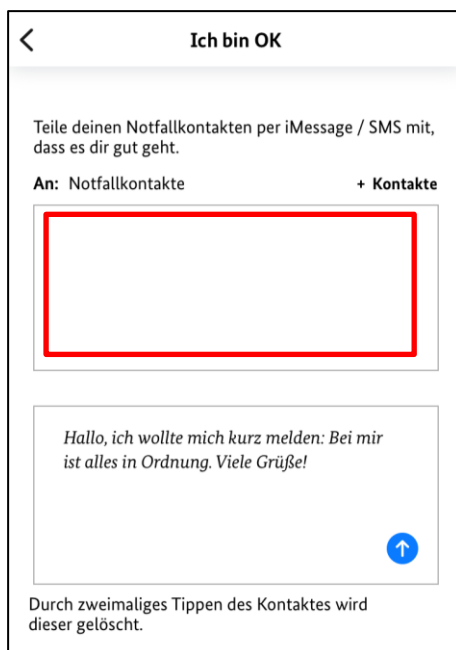 Ich bin OK
Teile deinen Notfallkontakten per iMessage / SMS mit,
dass es dir gut geht.
An: Notfallkontakte + Kontakte
Hallo, ich wollte mich kurz melden: Bei mir
ist alles in Ordnung. Viele Grüße!
Durch zweimaliges Tippen des Kontaktes wird
dieser gelöscht.